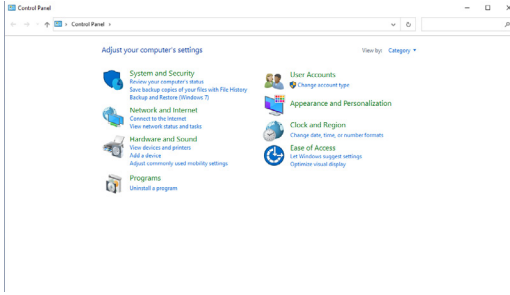 Control Panel
Control Panel
Adjust your computer's settings
View by: Category
System and Security
Review your computer's status
Save backup copies of your files with File History
Backup and Restore (Windows 7)
Network and Internet
Connect to the Internet
View network status and tasks
Hardware and Sound
View devices and printers
Add a device
Adjust commonly used mobility settings
Programs
Uninstall a program
User Accounts
Change account type
Appearance and Personalization
Clock and Region
Change date, time, or number formats
Ease of Access
Let Windows suggest settings
Optimize visual display